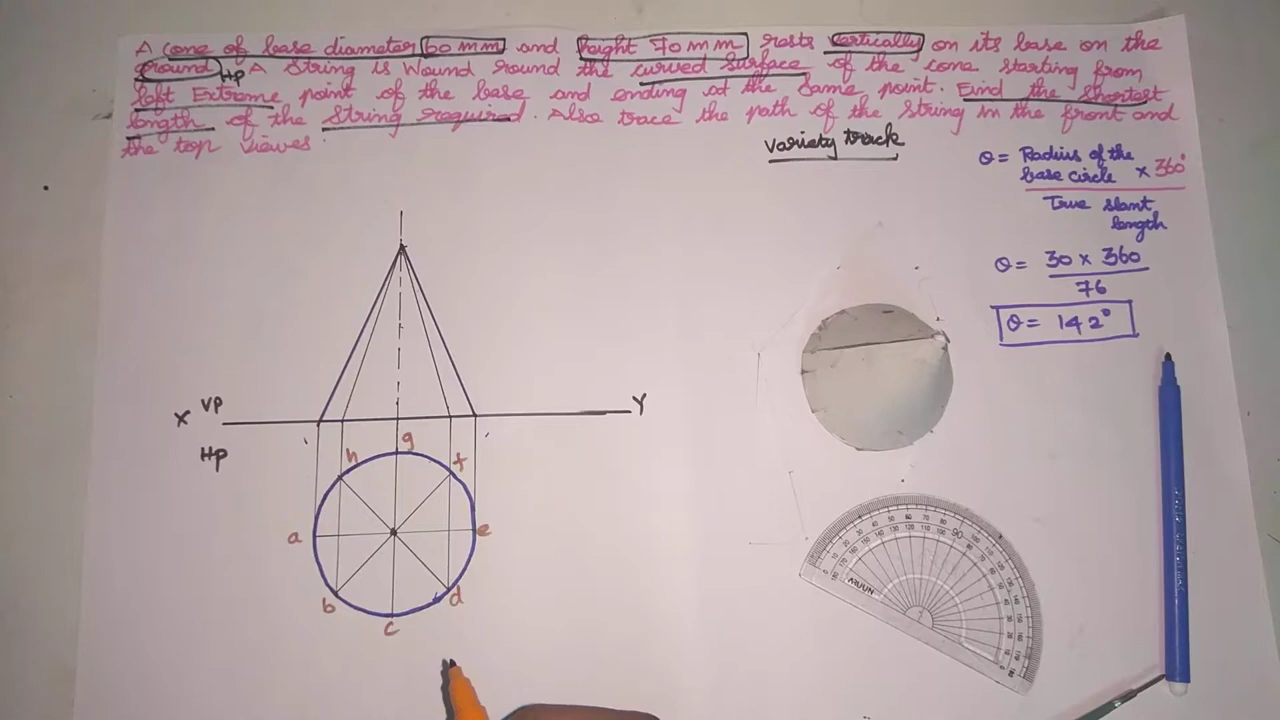 A cone of base diameter 60 mm and height 70 mm rests vertically on its base on the
ground HP. A string is wound round the curved surface of the cone starting from
left Extreme point of the base and ending at the same point. Find the shortest
length of the string required. Also trace the path of the string in the front and
the top views.
variety track
θ = Radius of the
base circle × 360°
True slant
length
θ = 30 × 360
76
θ = 142°
X VP Y
HP
g
h f
a e
b d
c
90
ARUN